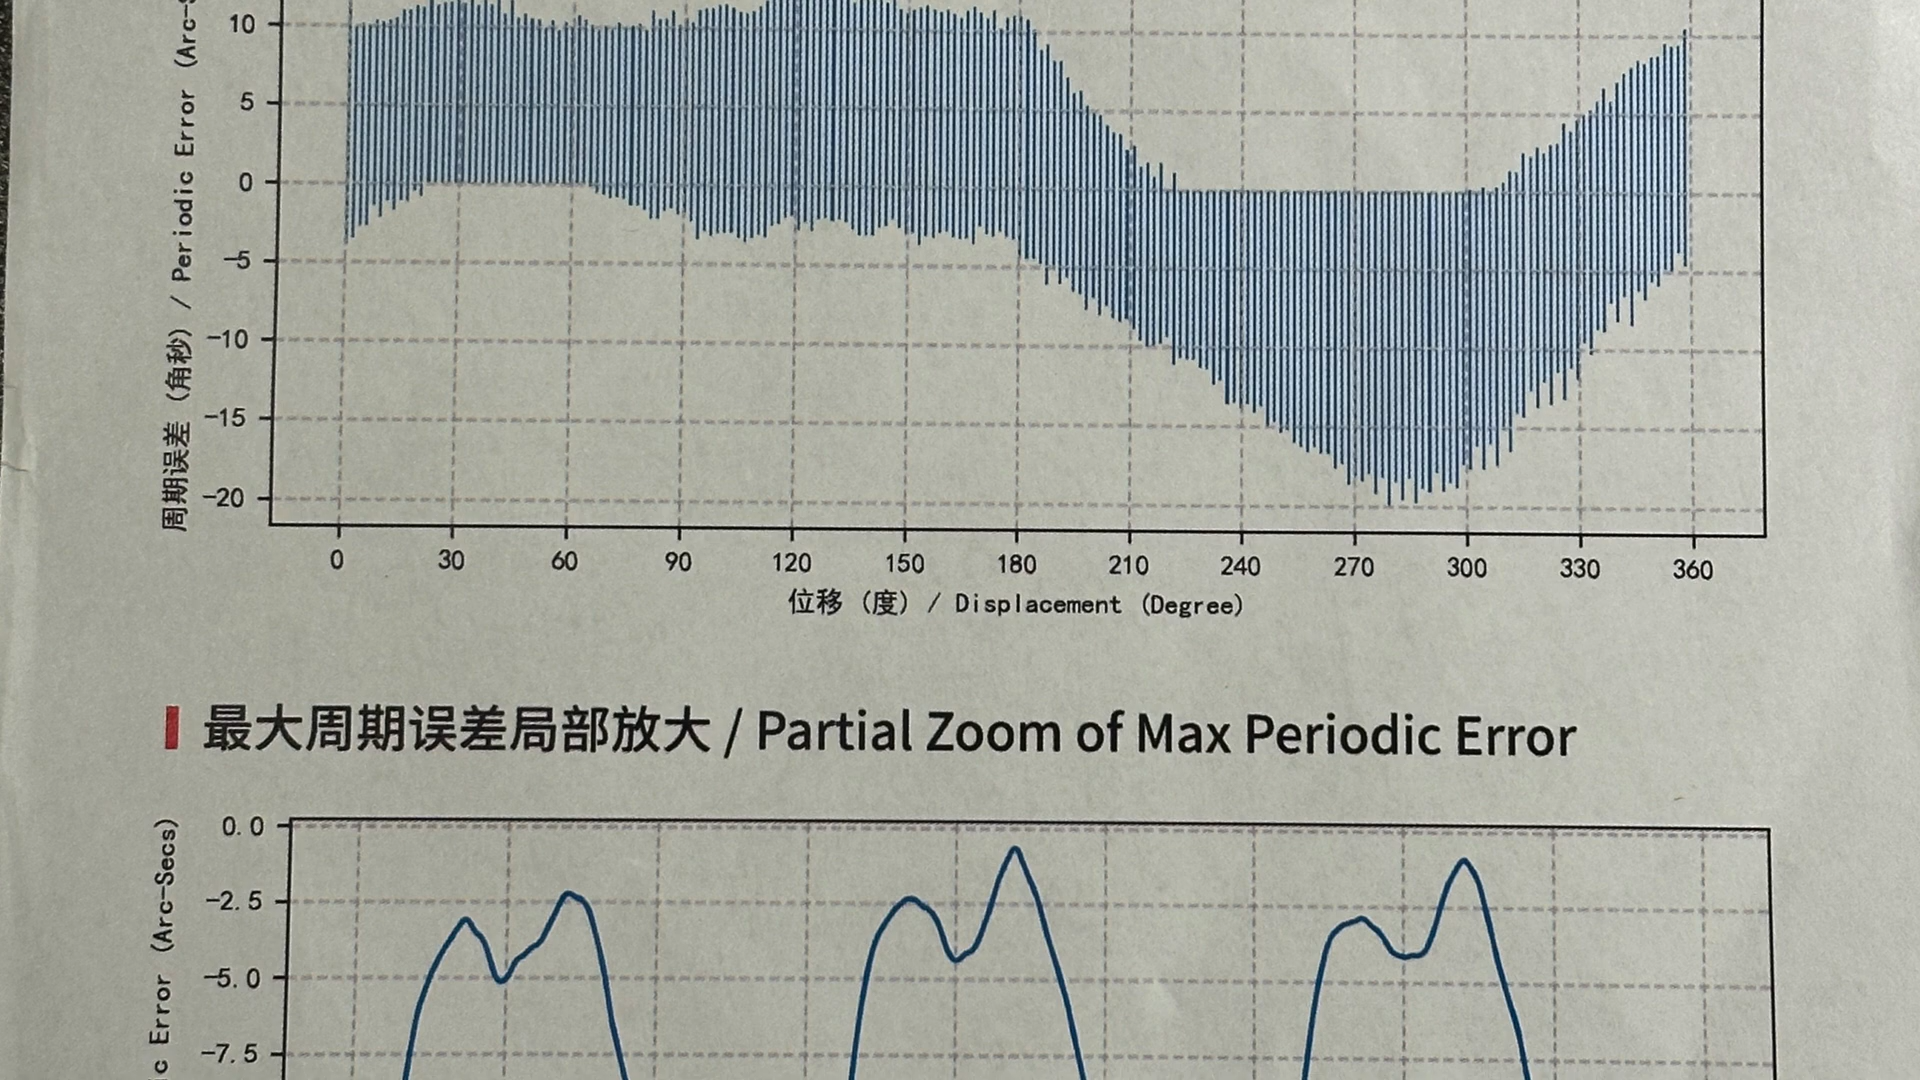 周期误差（角秒）/ Periodic Error (Arc-S
10
5
0
-5
-10
-15
-20
0 30 60 90 120 150 180 210 240 270 300 330 360
位移（度）/ Displacement (Degree)
最大周期误差局部放大 / Partial Zoom of Max Periodic Error
c Error (Arc-Secs)
0.0
-2.5
-5.0
-7.5